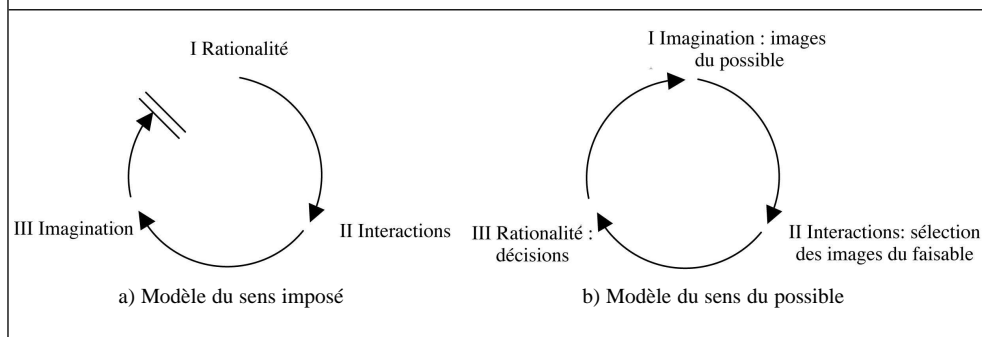 I Rationalité
II Interactions
III Imagination
a) Modèle du sens imposé
I Imagination : images
du possible
II Interactions: sélection
des images du faisable
III Rationalité :
décisions
b) Modèle du sens du possible